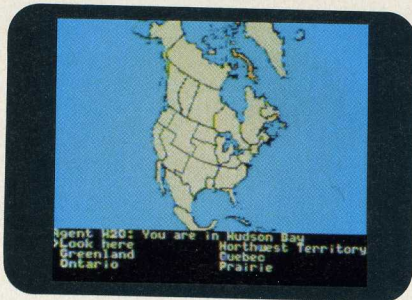 Agent W20: You are in Hudson Bay
>Look here
Northwest Territory
Greenland
Quebec
Ontario
Prairie